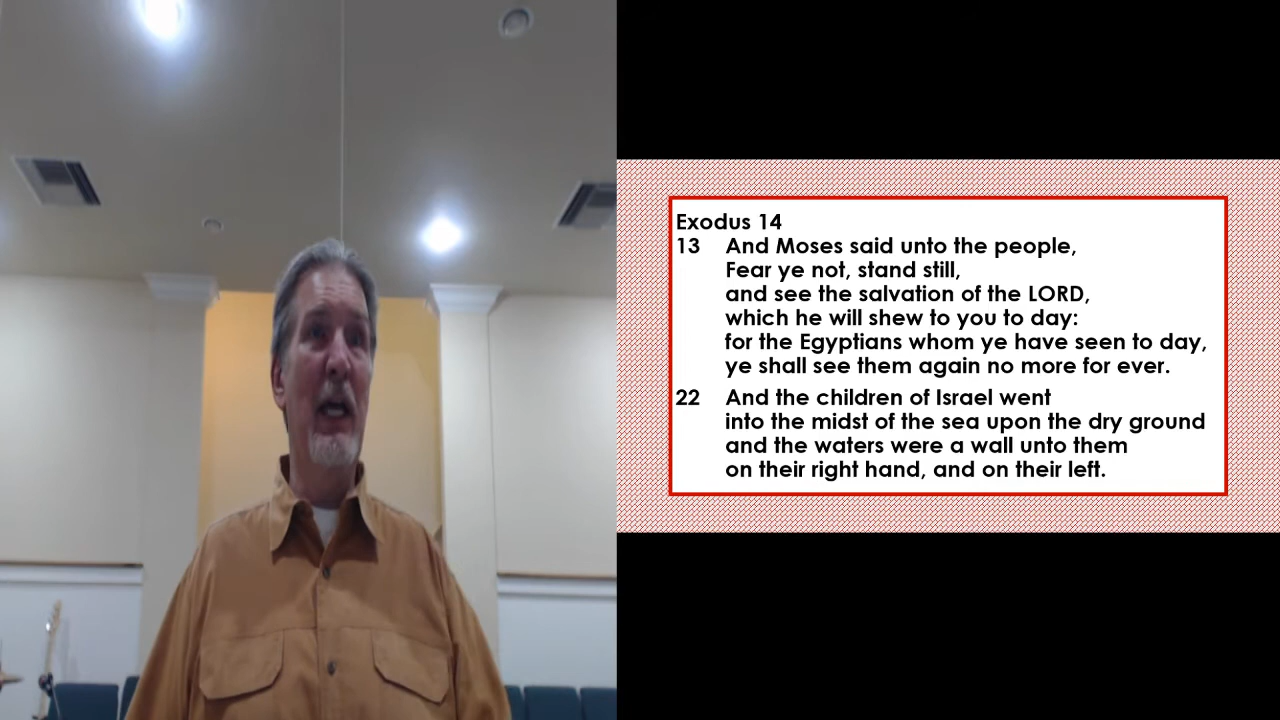 Exodus 14
13 And Moses said unto the people,
Fear ye not, stand still,
and see the salvation of the LORD,
which he will shew to you to day:
for the Egyptians whom ye have seen to day,
ye shall see them again no more for ever.
22 And the children of Israel went
into the midst of the sea upon the dry ground
and the waters were a wall unto them
on their right hand, and on their left.